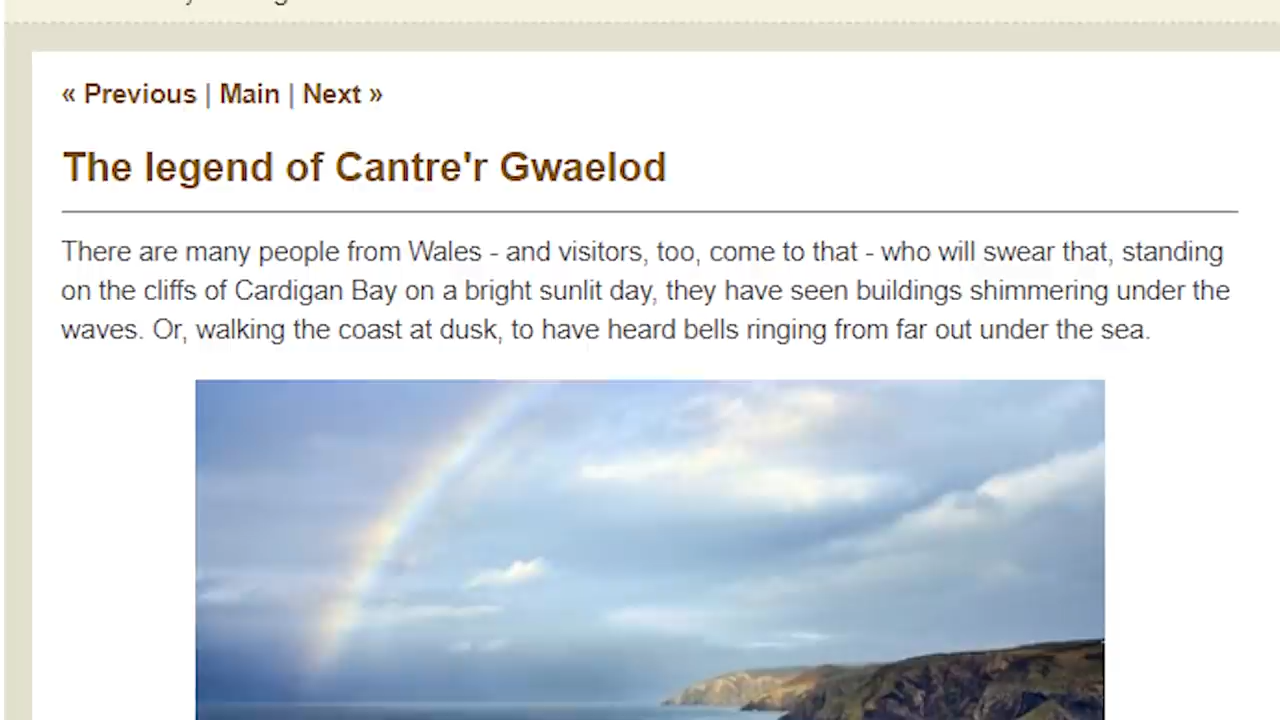 « Previous | Main | Next »
The legend of Cantre'r Gwaelod
There are many people from Wales - and visitors, too, come to that - who will swear that, standing
on the cliffs of Cardigan Bay on a bright sunlit day, they have seen buildings shimmering under the
waves. Or, walking the coast at dusk, to have heard bells ringing from far out under the sea.